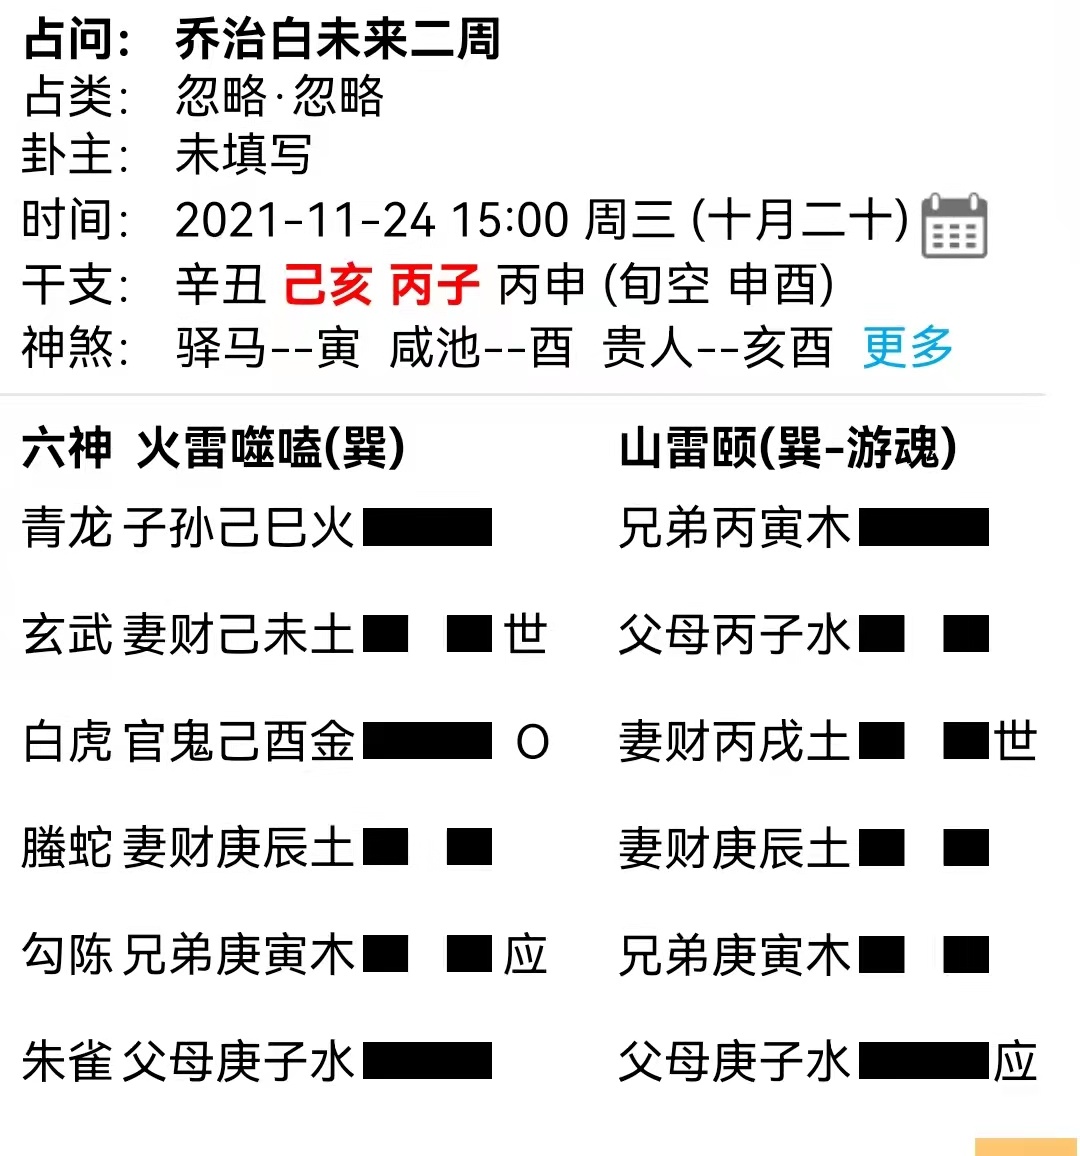 占问： 乔治白未来二周
占类： 忽略·忽略
卦主： 未填写
时间： 2021-11-24 15:00 周三 (十月二十)
干支： 辛丑 己亥 丙子 丙申 (旬空 申酉)
神煞： 驿马--寅 咸池--酉 贵人--亥酉 更多
六神 火雷噬嗑(巽) 山雷颐(巽-游魂)
青龙 子孙己巳火 兄弟丙寅木
玄武 妻财己未土 世 父母丙子水
白虎 官鬼己酉金 O 妻财丙戌土 世
螣蛇 妻财庚辰土 妻财庚辰土
勾陈 兄弟庚寅木 应 兄弟庚寅木
朱雀 父母庚子水 父母庚子水 应